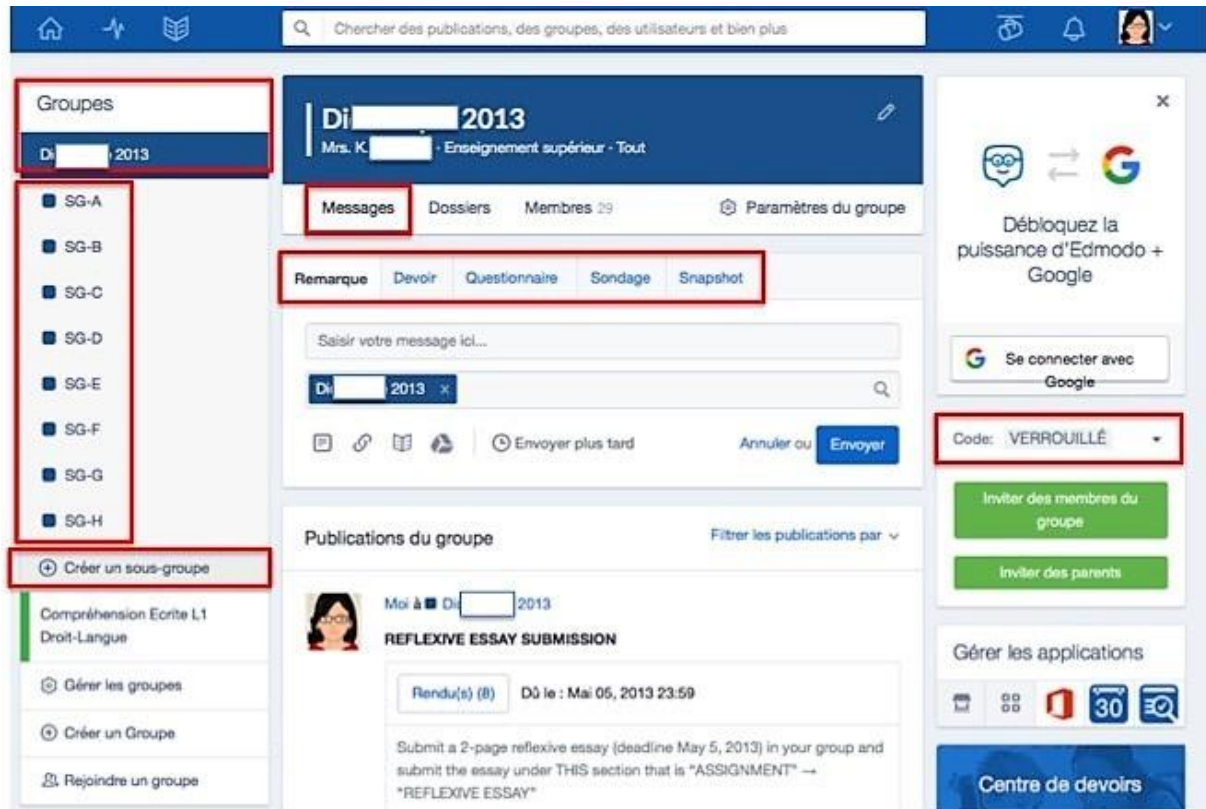 Chercher des publications, des groupes, des utilisateurs et bien plus
Groupes
Di 2013
SG-A
SG-B
SG-C
SG-D
SG-E
SG-F
SG-G
SG-H
Créer un sous-groupe
Compréhension Ecrite L1
Droit-Langue
Gérer les groupes
Créer un Groupe
Rejoindre un groupe
Di 2013
Mrs. K. - Enseignement supérieur - Tout
Messages Dossiers Membres 29 Paramètres du groupe
Remarque Devoir Questionnaire Sondage Snapshot
Saisir votre message ici...
Di 2013 ×
Envoyer plus tard Annuler ou Envoyer
Publications du groupe Filtrer les publications par
Moi à Di 2013
REFLEXIVE ESSAY SUBMISSION
Rendu(s) (8) Dû le : Mai 05, 2013 23:59
Submit a 2-page reflexive essay (deadline May 5, 2013) in your group and
submit the essay under THIS section that is "ASSIGNMENT" →
"REFLEXIVE ESSAY"
×
G
Débloquez la
puissance d'Edmodo +
Google
G Se connecter avec
Google
Code: VERROUILLÉ
Inviter des membres du
groupe
Inviter des parents
Gérer les applications
30
Centre de devoirs